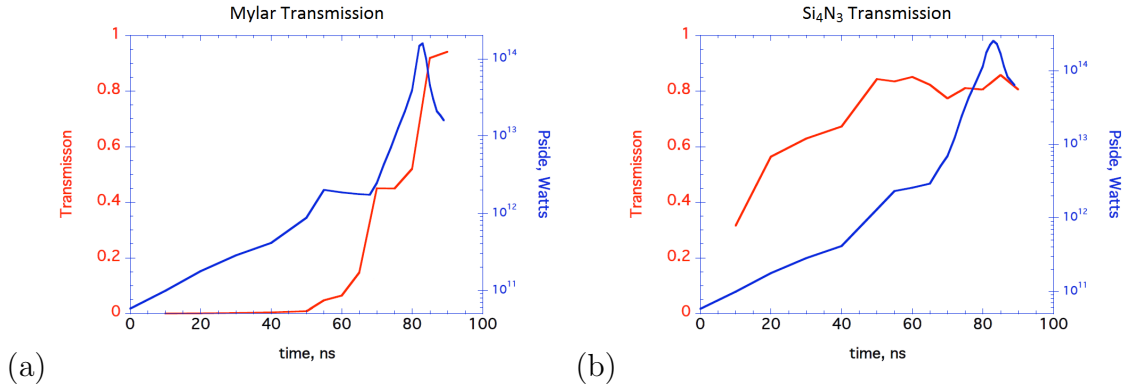 Mylar Transmission
1
0.8
0.6
0.4
0.2
0
Transmisson
0 20 40 60 80 100
time, ns
10¹⁴
10¹³
10¹²
10¹¹
Pside, Watts
(a)
Si₄N₃ Transmission
1
0.8
0.6
0.4
0.2
0
Transmisson
0 20 40 60 80 100
time, ns
10¹⁴
10¹³
10¹²
10¹¹
Pside, Watts
(b)